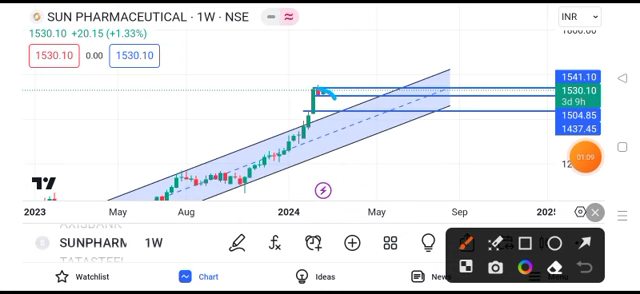 SUN PHARMACEUTICAL · 1W · NSE
INR
1530.10 +20.15 (+1.33%)
1530.10 0.00 1530.10
1541.10
1530.10
3d 9h
1504.85
1437.45
01:09
2023 May Aug 2024 May Sep
AXISBANK
SUNPHARM 1W
TATASTEEL
Watchlist Chart Ideas